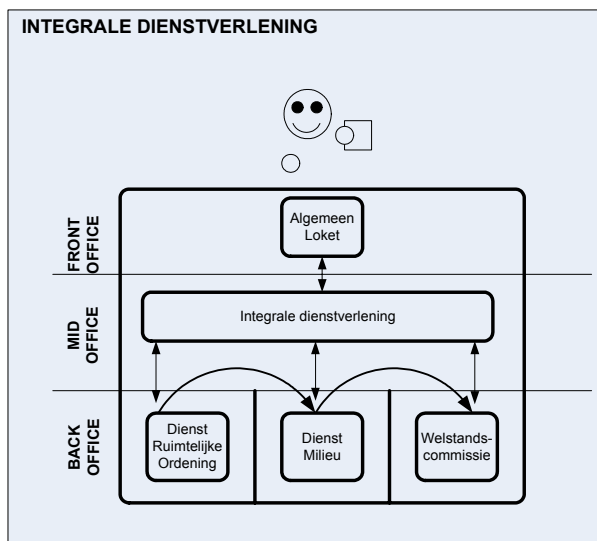 INTEGRALE DIENSTVERLENING
FRONT
OFFICE
Algemeen
Loket
MID
OFFICE
Integrale dienstverlening
BACK
OFFICE
Dienst
Ruimtelijke
Ordening
Dienst
Milieu
Welstands-
commissie